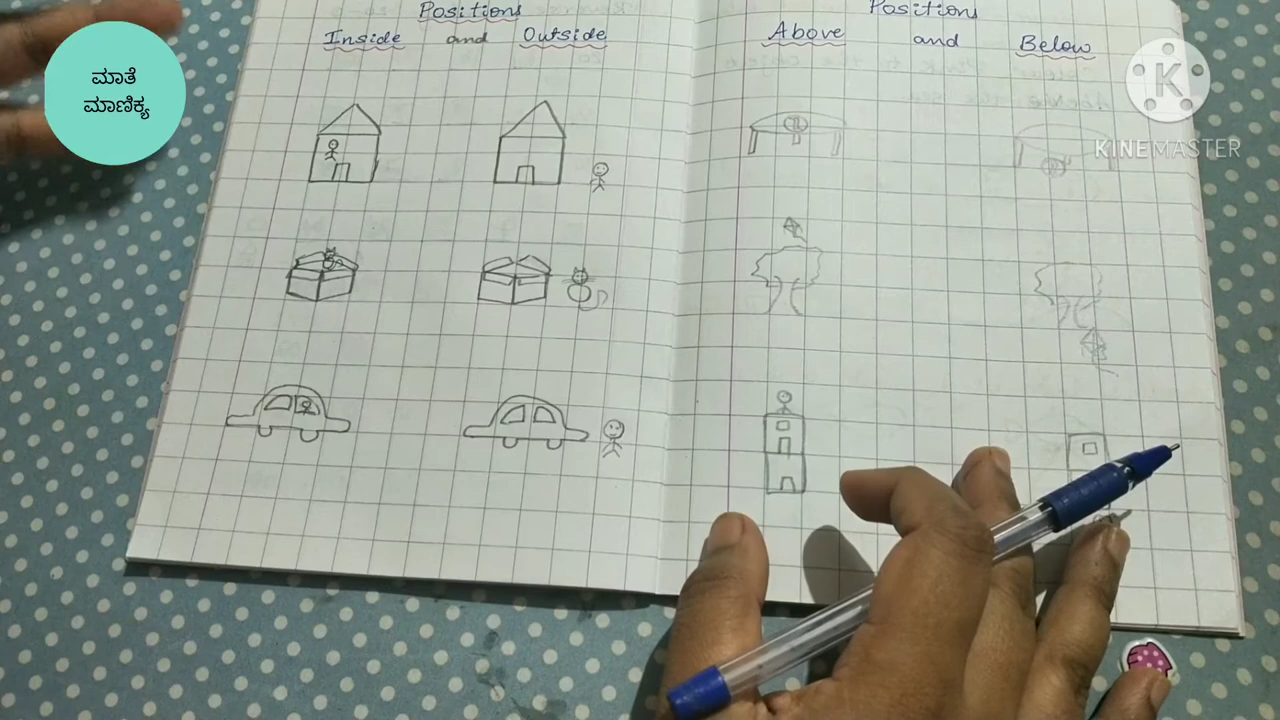 ಮಾತೆ
ಮಾಣಿಕ್ಯ
Positions
Inside and Outside
Positions
Above and Below
K
KINEMASTER